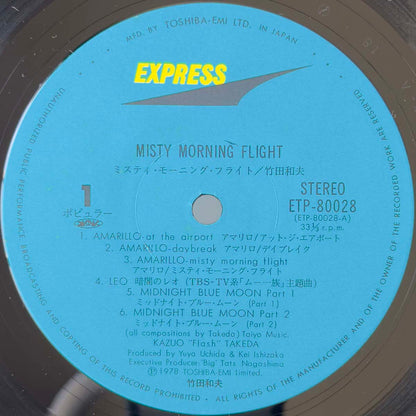 MFD. BY TOSHIBA-EMI LTD. IN JAPAN
EXPRESS
MISTY MORNING FLIGHT
ミスティ・モーニング・フライト/竹田和夫
1
ポピュラー
STEREO
ETP-80028
(ETP-80028-A)
33⅓ r.p.m.
1. AMARILLO-at the airport アマリロ/アット・ジ・エアポート
2. AMARILLO-daybreak アマリロ/デイブレイク
3. AMARILLO-misty morning flight
アマリロ/ミスティ・モーニング・フライト
4. LEO 暗闇のレオ (TBS・TV系「ムー一族」主題曲)
5. MIDNIGHT BLUE MOON Part 1
ミッドナイト・ブルー・ムーン (Part 1)
6. MIDNIGHT BLUE MOON Part 2
ミッドナイト・ブルー・ムーン (Part 2)
(all compositions by Takeda) Taiyo Music.
KAZUO "Flash" TAKEDA
Produced by Yuya Uchida & Kei Ishizaka
Executive Producer: Big Tats Nagashima
Ⓟ 1978 TOSHIBA-EMI LIMITED.
竹田和夫
ALL RIGHTS OF THE MANUFACTURER AND OF THE OWNER OF THE RECORDED WORK ARE RESERVED
UNAUTHORIZED PUBLIC PERFORMANCE BROADCASTING AND COPYING OF THIS RECORD PROHIBITED